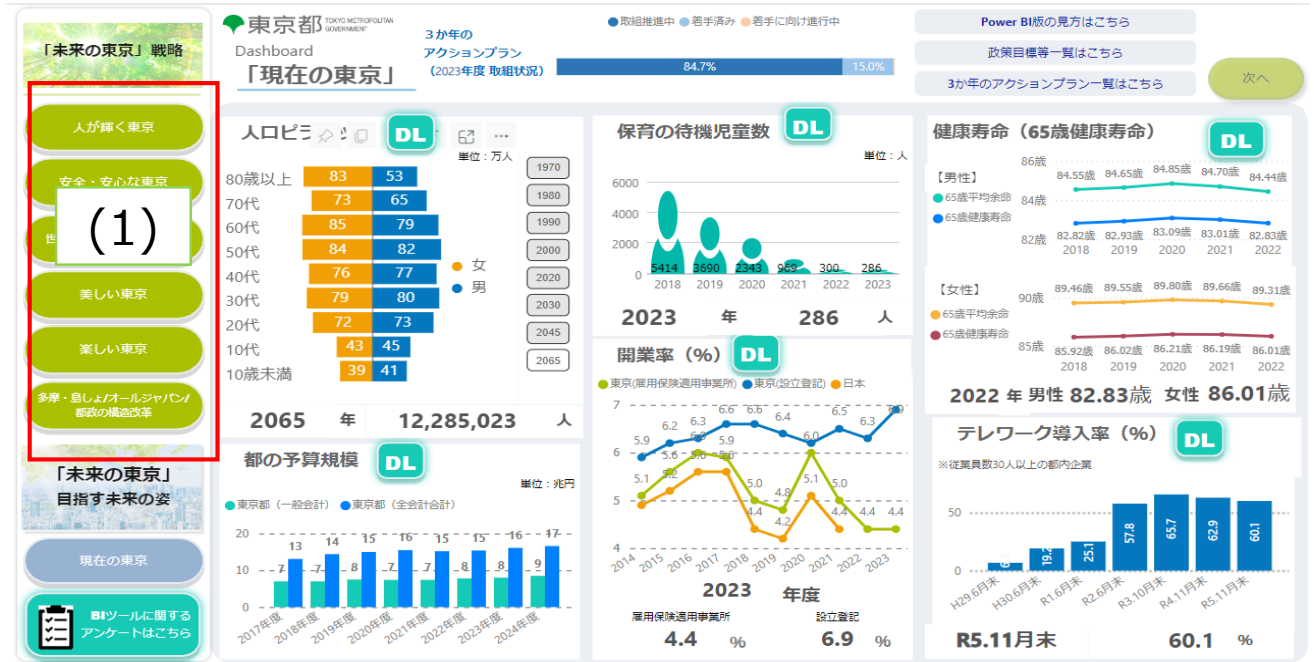 「未来の東京」戦略
人が輝く東京
安全・安心な東京
世
(1)
美しい東京
楽しい東京
多摩・島しょ/オールジャパン/
都政の構造改革
「未来の東京」
目指す未来の姿
現在の東京
BIツールに関する
アンケートはこちら
東京都 TOKYO METROPOLITAN GOVERNMENT
Dashboard
「現在の東京」
3か年の
アクションプラン
(2023年度 取組状況)
取組推進中 着手済み 着手に向け進行中
84.7% 15.0%
Power BI版の見方はこちら
政策目標等一覧はこちら
3か年のアクションプラン一覧はこちら
次へ
人口ピラ
DL
単位：万人
80歳以上 83 53
70代 73 65
60代 85 79
50代 84 82
40代 76 77
30代 79 80
20代 72 73
10代 43 45
10歳未満 39 41
女
男
1970
1980
1990
2000
2020
2030
2045
2065
2065 年 12,285,023 人
都の予算規模 DL
単位：兆円
東京都（一般会計） 東京都（全会計合計）
20
10
0
13 14 15 16 15 15 16 17
7 7 8 7 7 8 8 9
2017年度 2018年度 2019年度 2020年度 2021年度 2022年度 2023年度 2024年度
保育の待機児童数 DL
単位：人
6000
4000
2000
0
5414 3690 2343 969 300 286
2018 2019 2020 2021 2022 2023
2023 年 286 人
開業率（%） DL
東京(雇用保険適用事業所) 東京(設立登記) 日本
7
6
5
4
5.9 6.2 6.3 6.6 6.6 6.4 6.0 6.5 6.3 6.9
5.1 5.6 6.0 5.9 5.0 4.8 5.0 4.4 4.4
5.2 5.6 5.6 4.4 4.2 5.1
2014 2015 2016 2017 2018 2019 2020 2021 2022 2023
2023 年度
雇用保険適用事業所 設立登記
4.4 % 6.9 %
健康寿命（65歳健康寿命） DL
【男性】
65歳平均余命
65歳健康寿命
86歳
84歳
82歳
84.55歳 84.65歳 84.85歳 84.70歳 84.44歳
82.82歳 82.93歳 83.09歳 83.01歳 82.83歳
2018 2019 2020 2021 2022
【女性】
65歳平均余命
65歳健康寿命
90歳
85歳
89.46歳 89.55歳 89.80歳 89.66歳 89.31歳
85.92歳 86.02歳 86.21歳 86.19歳 86.01歳
2018 2019 2020 2021 2022
2022 年 男性 82.83歳 女性 86.01歳
テレワーク導入率（%） DL
※従業員数30人以上の都内企業
50
0
19.2 25.1 57.8 65.7 62.9 60.1
H29.6月末 H30.6月末 R1.6月末 R2.6月末 R3.10月末 R4.11月末 R5.11月末
R5.11月末 60.1 %